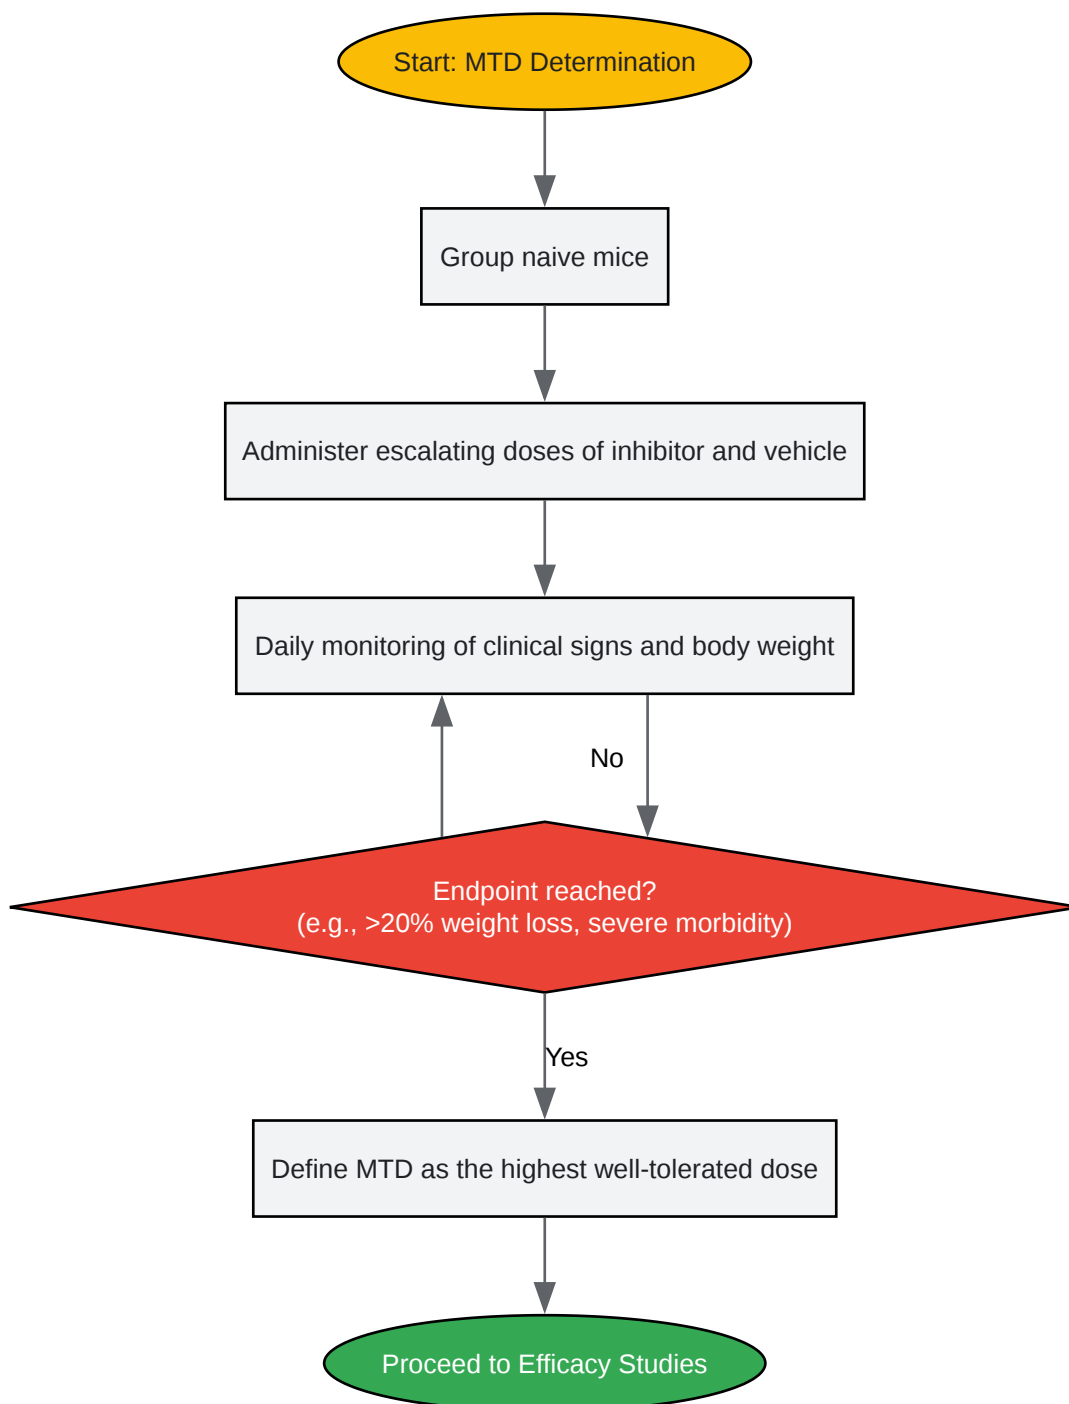 Start: MTD Determination
Group naive mice
Administer escalating doses of inhibitor and vehicle
Daily monitoring of clinical signs and body weight
No
Endpoint reached?
(e.g., >20% weight loss, severe morbidity)
Yes
Define MTD as the highest well-tolerated dose
Proceed to Efficacy Studies